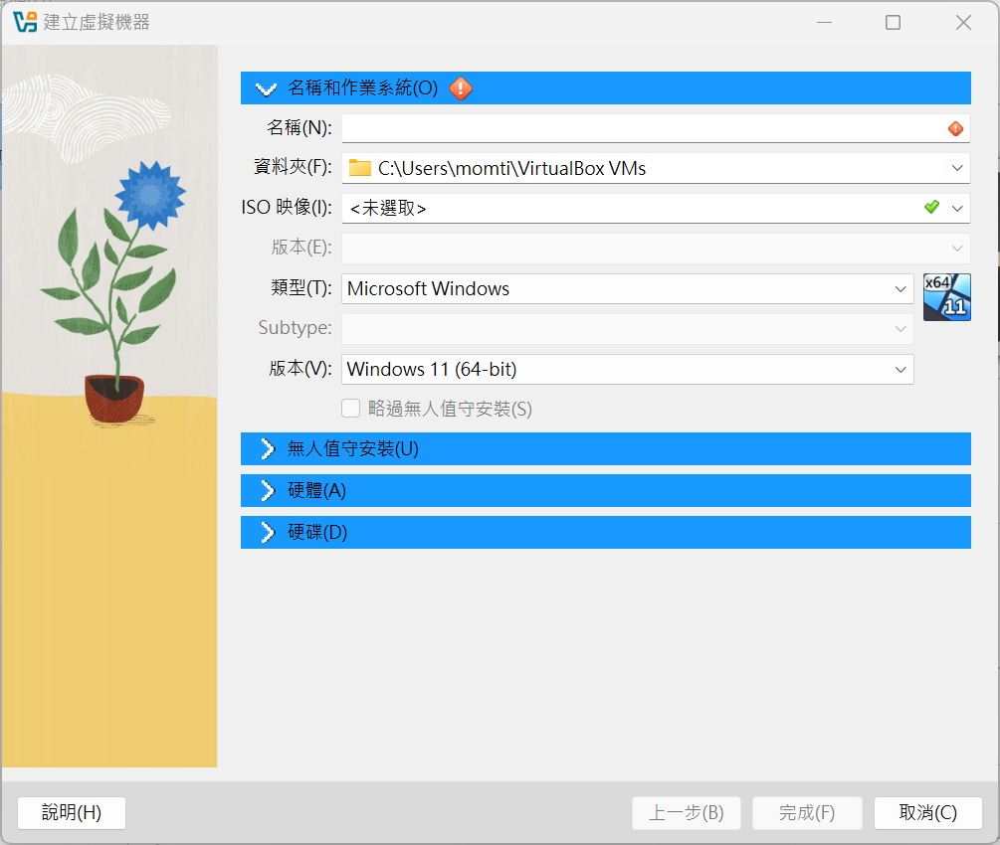 建立虛擬機器
名稱和作業系統(O)
名稱(N):
資料夾(F): C:\Users\momti\VirtualBox VMs
ISO 映像(I): <未選取>
版本(E):
類型(T): Microsoft Windows
x64
11
Subtype:
版本(V): Windows 11 (64-bit)
略過無人值守安裝(S)
無人值守安裝(U)
硬體(A)
硬碟(D)
說明(H) 上一步(B) 完成(F) 取消(C)